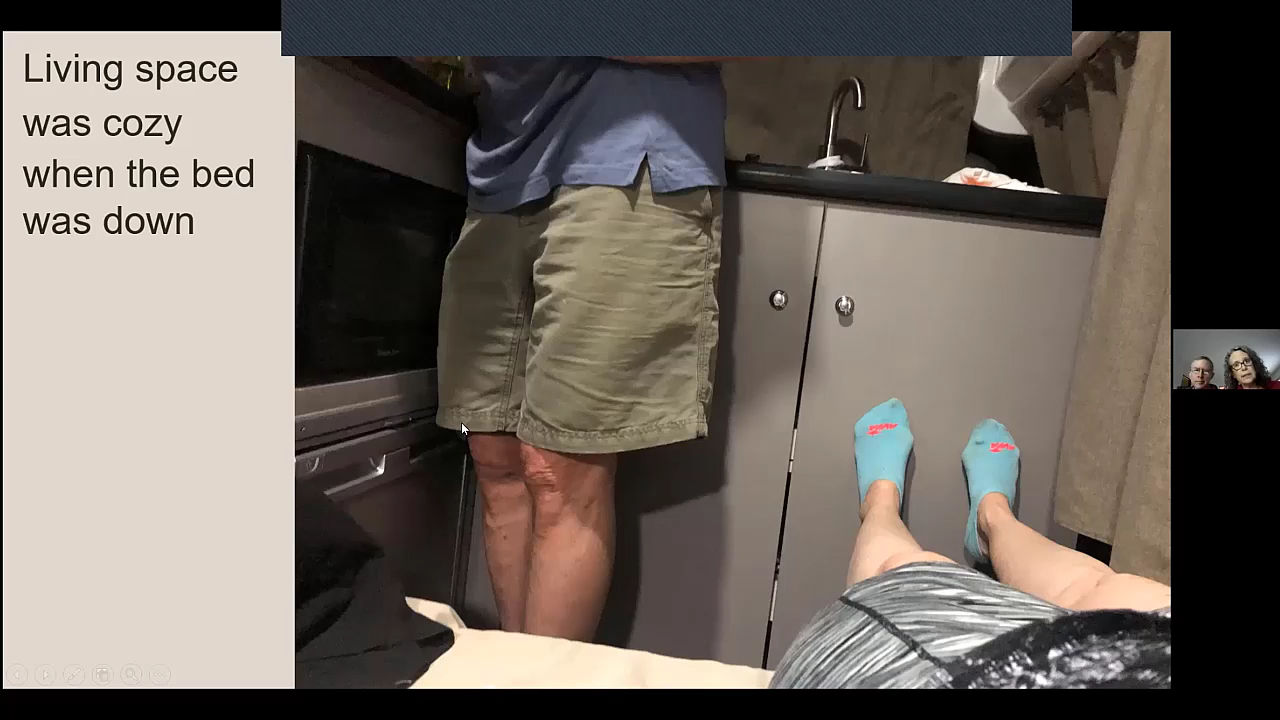 Living space
was cozy
when the bed
was down